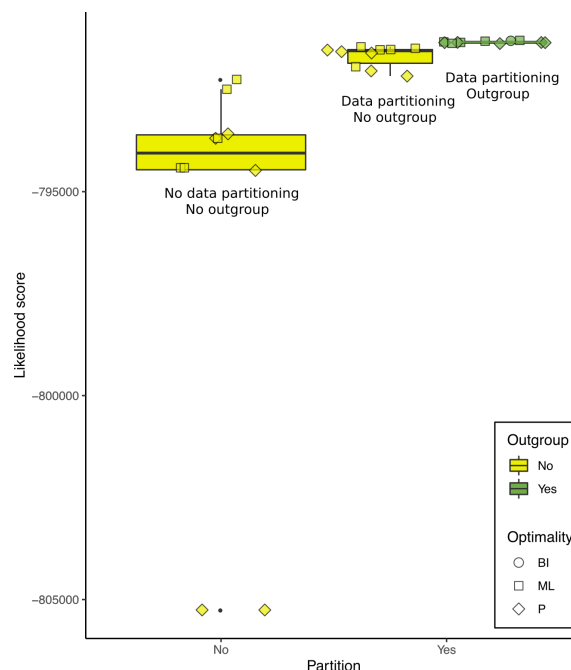 Data partitioning
Outgroup
Data partitioning
No outgroup
No data partitioning
No outgroup
−795000
−800000
−805000
Likelihood score
No
Yes
Partition
Outgroup
No
Yes
Optimality
BI
ML
P